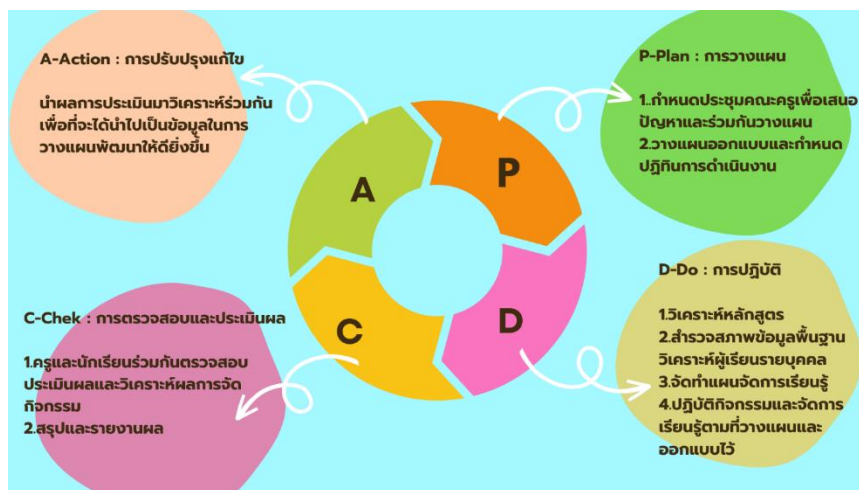 A-Action : การปรับปรุงแก้ไข
นำผลการประเมินมาวิเคราะห์ร่วมกัน
เพื่อที่จะได้นำไปเป็นข้อมูลในการ
วางแผนพัฒนาให้ดียิ่งขึ้น
P-Plan : การวางแผน
1..กำหนดประชุมคณะครูเพื่อเสนอ
ปัญหาและร่วมกันวางแผน
2.วางแผนออกแบบและกำหนด
ปฏิทินการดำเนินงาน
A
P
C
D
C-Chek : การตรวจสอบและประเมินผล
1.ครูและนักเรียนร่วมกันตรวจสอบ
ประเมินผลและวิเคราะห์ผลการจัด
กิจกรรม
2.สรุปและรายงานผล
D-Do : การปฏิบัติ
1.วิเคราะห์หลักสูตร
2.สำรวจสภาพข้อมูลพื้นฐาน
วิเคราะห์ผู้เรียนรายบุคคล
3.จัดทำแผนจัดการเรียนรู้
4.ปฏิบัติกิจกรรมและจัดการ
เรียนรู้ตามที่วางแผนและ
ออกแบบไว้